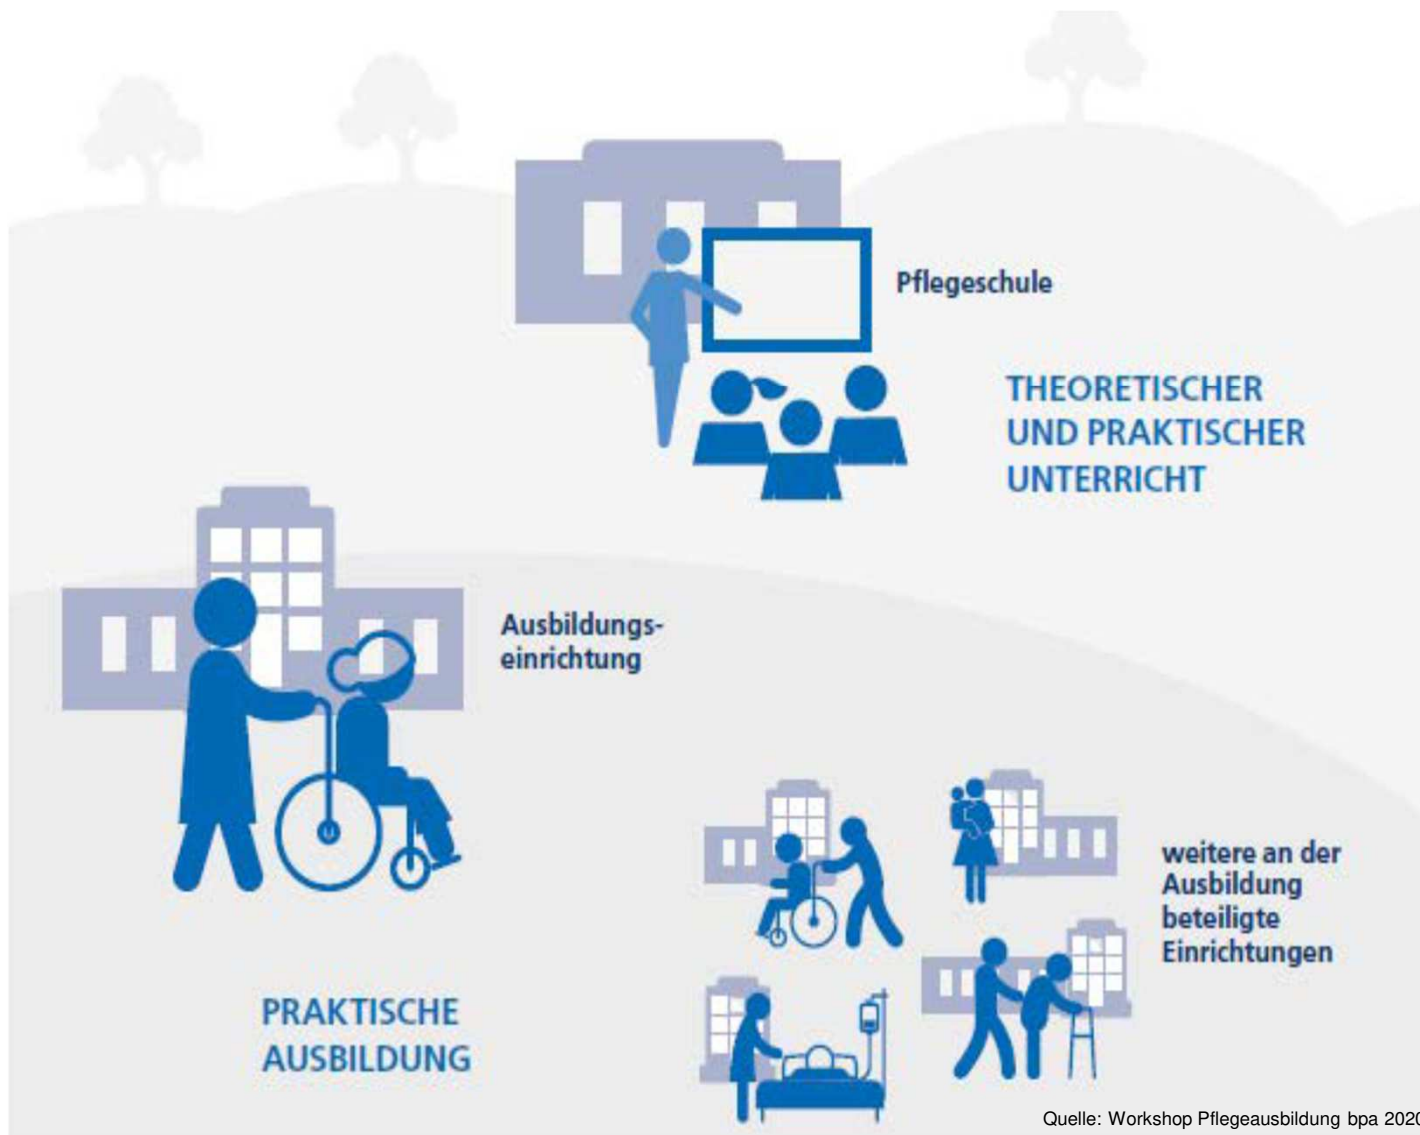 Pflegeschule
THEORETISCHER
UND PRAKTISCHER
UNTERRICHT
Ausbildungs-
einrichtung
weitere an der
Ausbildung
beteiligte
Einrichtungen
PRAKTISCHE
AUSBILDUNG
Quelle: Workshop Pflegeausbildung bpa 2020